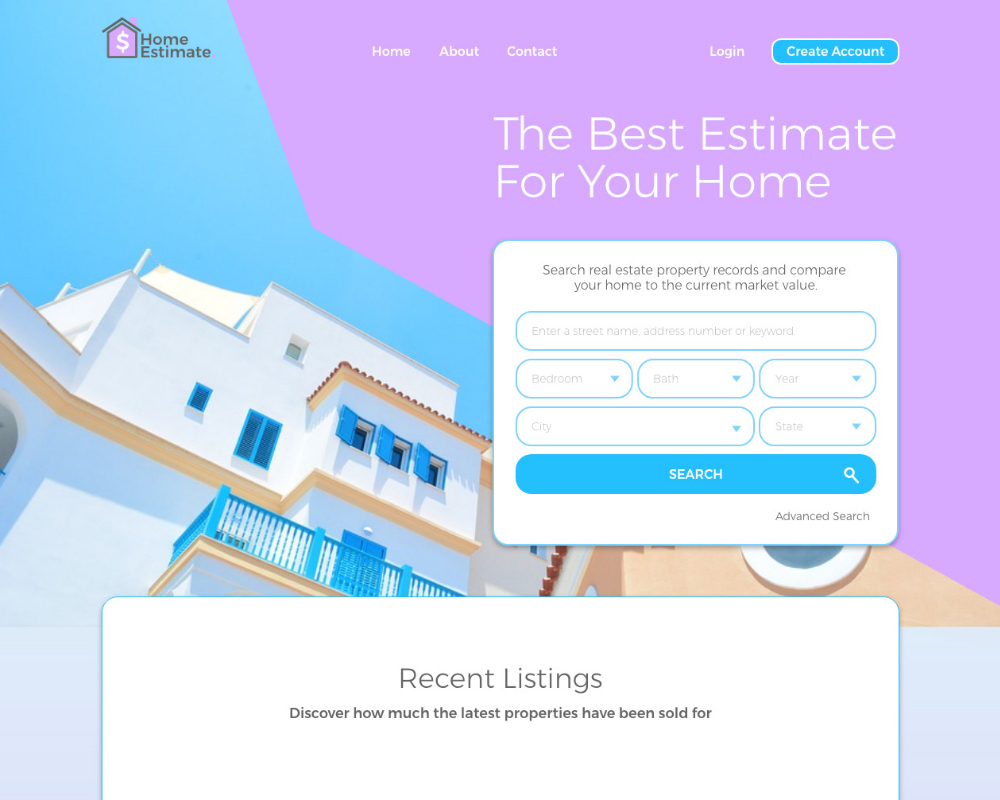 $
Home
Estimate
Home About Contact Login Create Account
The Best Estimate
For Your Home
Search real estate property records and compare
your home to the current market value.
Enter a street name, address number or keyword
Bedroom Bath Year
City State
SEARCH
Advanced Search
Recent Listings
Discover how much the latest properties have been sold for